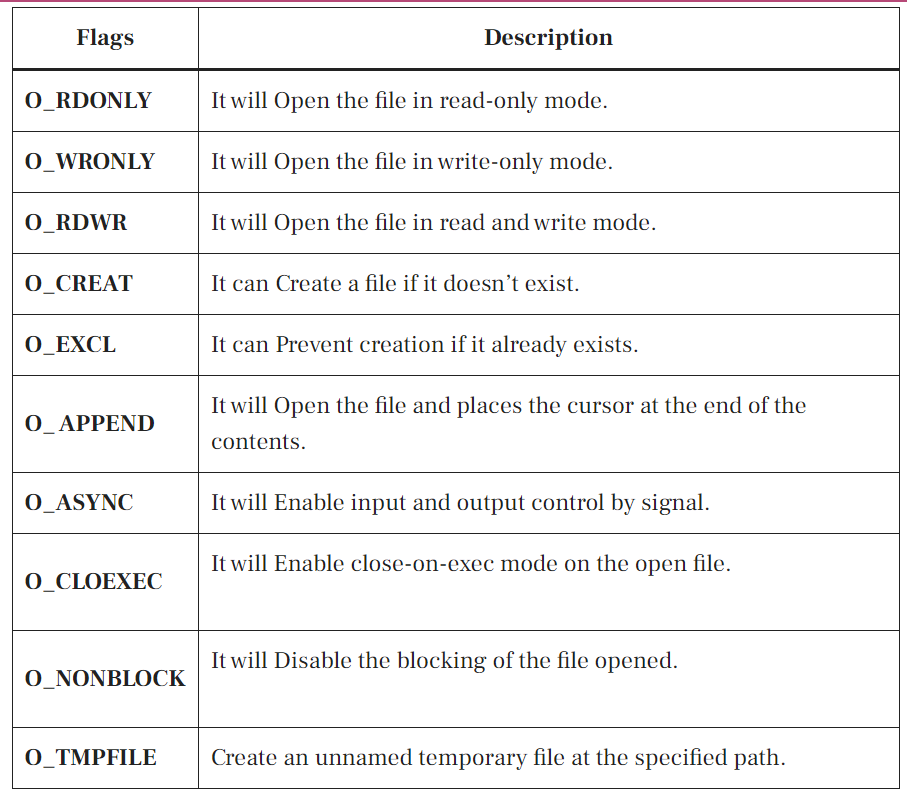 Flags Description
O_RDONLY It will Open the file in read-only mode.
O_WRONLY It will Open the file in write-only mode.
O_RDWR It will Open the file in read and write mode.
O_CREAT It can Create a file if it doesn’t exist.
O_EXCL It can Prevent creation if it already exists.
O_ APPEND It will Open the file and places the cursor at the end of the
contents.
O_ASYNC It will Enable input and output control by signal.
O_CLOEXEC It will Enable close-on-exec mode on the open file.
O_NONBLOCK It will Disable the blocking of the file opened.
O_TMPFILE Create an unnamed temporary file at the specified path.